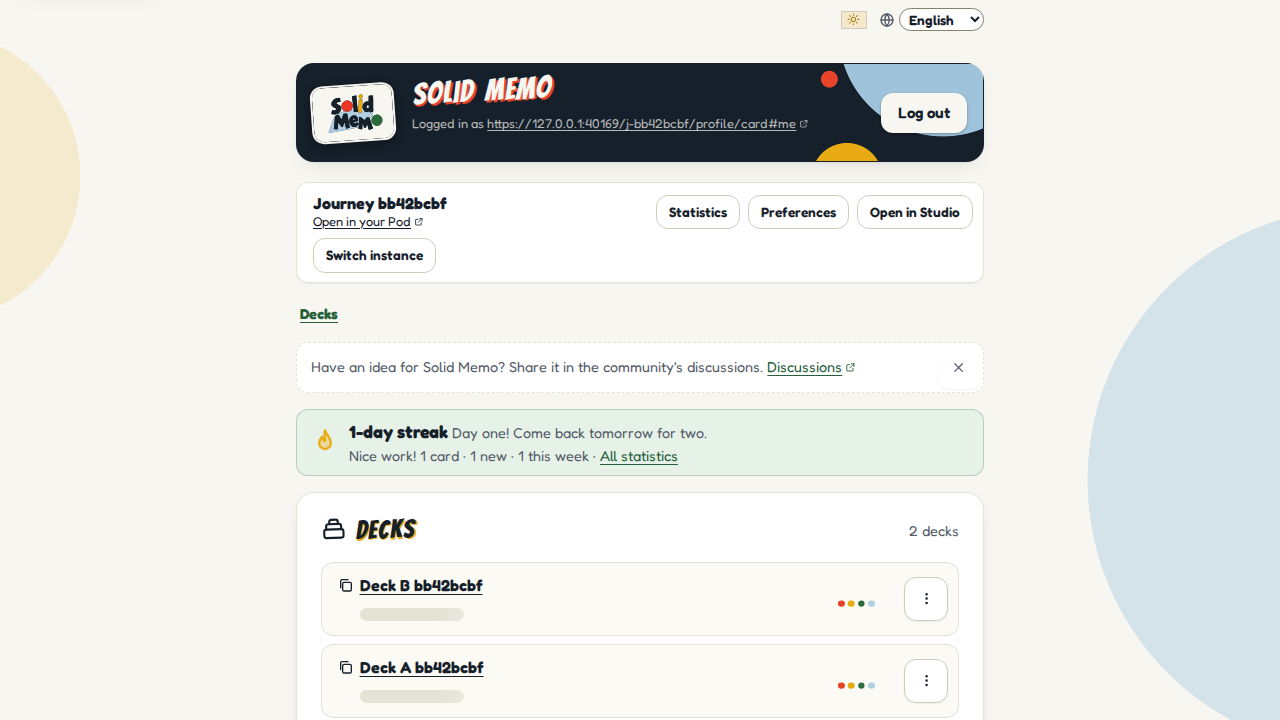 English
Solid Memo
SOLID MEMO
Logged in as https://127.0.0.1:40169/j-bb42bcbf/profile/card#me
Log out
Journey bb42bcbf
Open in your Pod
Statistics
Preferences
Open in Studio
Switch instance
Decks
Have an idea for Solid Memo? Share it in the community's discussions. Discussions
1-day streak Day one! Come back tomorrow for two.
Nice work! 1 card · 1 new · 1 this week · All statistics
DECKS
2 decks
Deck B bb42bcbf
Deck A bb42bcbf